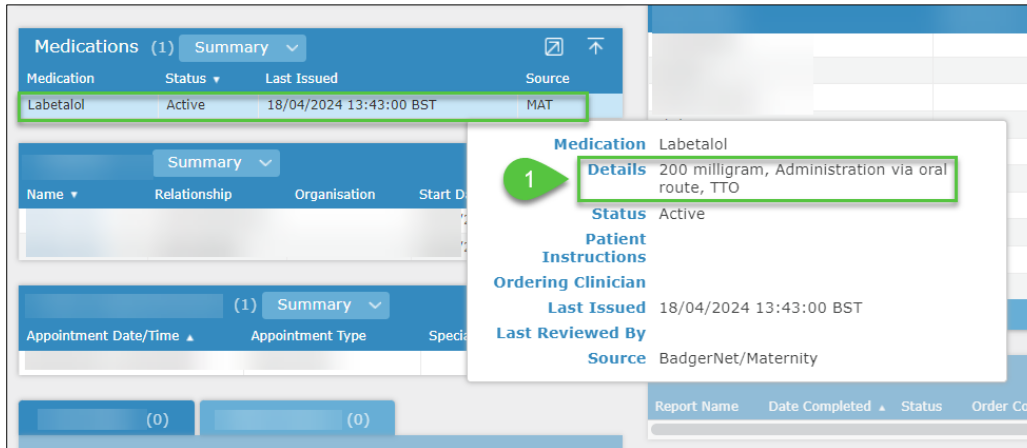 Medications (1) Summary
Medication Status Last Issued Source
Labetalol Active 18/04/2024 13:43:00 BST MAT
Summary
Name Relationship Organisation Start
(1) Summary
Appointment Date/Time Appointment Type
(0) (0)
Medication Labetalol
1
Details 200 milligram, Administration via oral
route, TTO
Status Active
Patient
Instructions
Ordering Clinician
Last Issued 18/04/2024 13:43:00 BST
Last Reviewed By
Source BadgerNet/Maternity
Report Name Date Completed Status Order